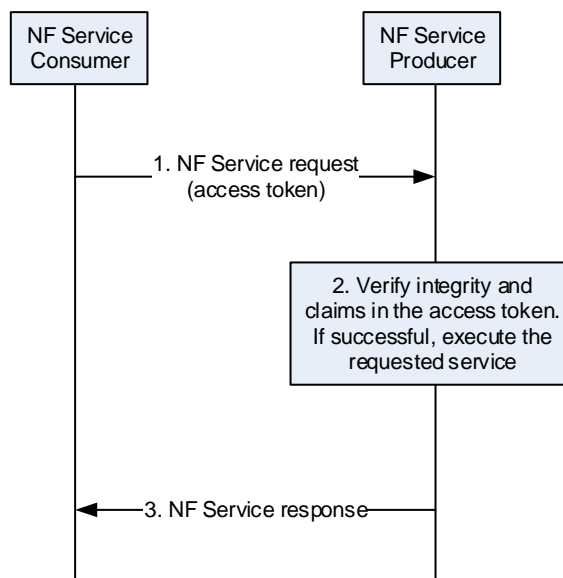 NF Service
Consumer
NF Service
Producer
1. NF Service request
(access token)
2. Verify integrity and
claims in the access token.
If successful, execute the
requested service
3. NF Service response